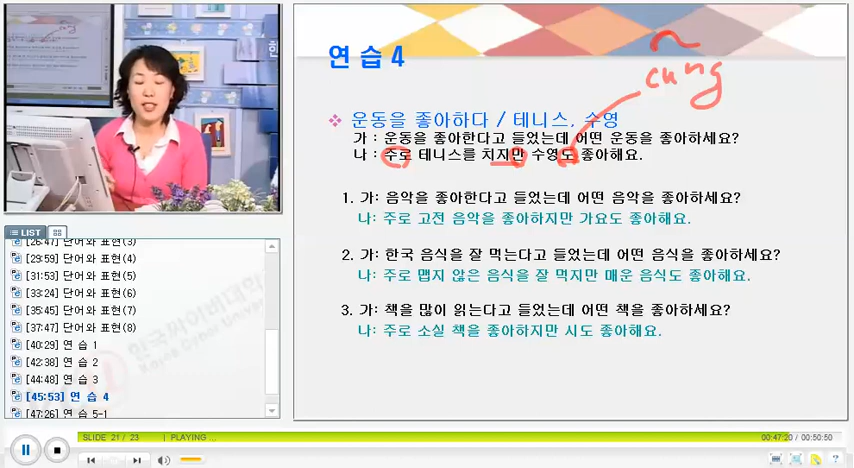 연습4
cung
❖ 운동을 좋아하다 / 테니스, 수영
가 : 운동을 좋아한다고 들었는데 어떤 운동을 좋아하세요?
나 : 주로 테니스를 치지만 수영도 좋아해요.
1. 가: 음악을 좋아한다고 들었는데 어떤 음악을 좋아하세요?
나: 주로 고전 음악을 좋아하지만 가요도 좋아해요.
2. 가: 한국 음식을 잘 먹는다고 들었는데 어떤 음식을 좋아하세요?
나: 주로 맵지 않은 음식을 잘 먹지만 매운 음식도 좋아해요.
3. 가: 책을 많이 읽는다고 들었는데 어떤 책을 좋아하세요?
나: 주로 소설 책을 좋아하지만 시도 좋아해요.
LIST
[26:47] 단어와 표현(3)
[29:59] 단어와 표현(4)
[31:53] 단어와 표현(5)
[33:24] 단어와 표현(6)
[35:45] 단어와 표현(7)
[37:47] 단어와 표현(8)
[40:29] 연습 1
[42:38] 연습 2
[44:48] 연습 3
[45:53] 연습 4
[47:26] 연습 5-1
SLIDE 21 / 23
PLAYING ...
00:47:20 / 00:50:50